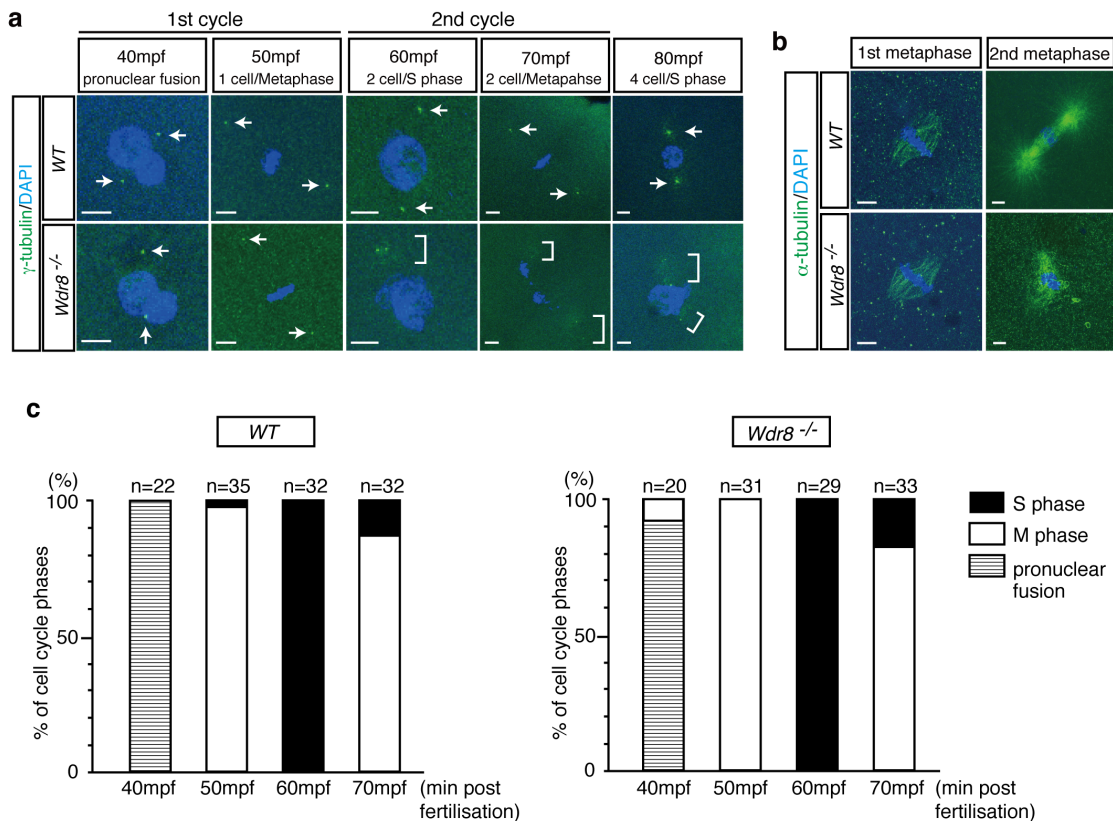 a
1st cycle
2nd cycle
40mpf
pronuclear fusion
50mpf
1 cell/Metaphase
60mpf
2 cell/S phase
70mpf
2 cell/Metapahse
80mpf
4 cell/S phase
γ-tubulin/DAPI
WT
Wdr8 -/-
b
1st metaphase
2nd metaphase
α-tubulin/DAPI
WT
Wdr8 -/-
c
WT
(%)
n=22 n=35 n=32 n=32
100
50
0
% of cell cycle phases
40mpf 50mpf 60mpf 70mpf (min post
fertilisation)
Wdr8 -/-
(%)
n=20 n=31 n=29 n=33
100
50
0
% of cell cycle phases
40mpf 50mpf 60mpf 70mpf (min post
fertilisation)
S phase
M phase
pronuclear
fusion